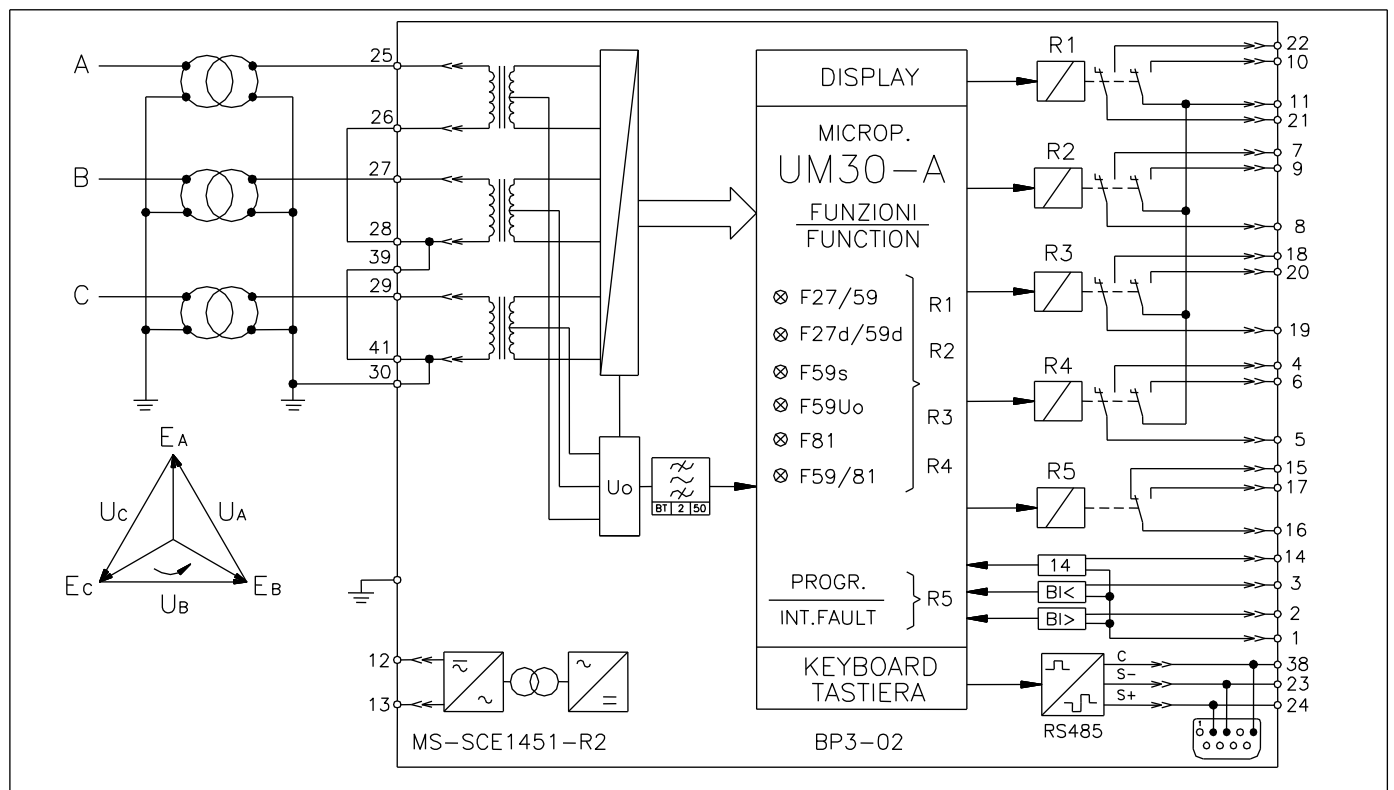 A
B
C
25
26
27
28
39
29
41
30
12
13
EA
UC
UA
EC
EB
UB
Uo
BT 2 50
MS-SCE1451-R2
DISPLAY
MICROP.
UM30-A
FUNZIONI
FUNCTION
F27/59
F27d/59d
F59s
F59Uo
F81
F59/81
R1
R2
R3
R4
PROGR.
INT.FAULT
R5
KEYBOARD
TASTIERA
BP3-02
R1
R2
R3
R4
R5
14
BI<
BI>
C
S-
S+
RS485
1
22
10
11
21
7
9
8
18
20
19
4
6
5
15
17
16
14
3
2
1
38
23
24